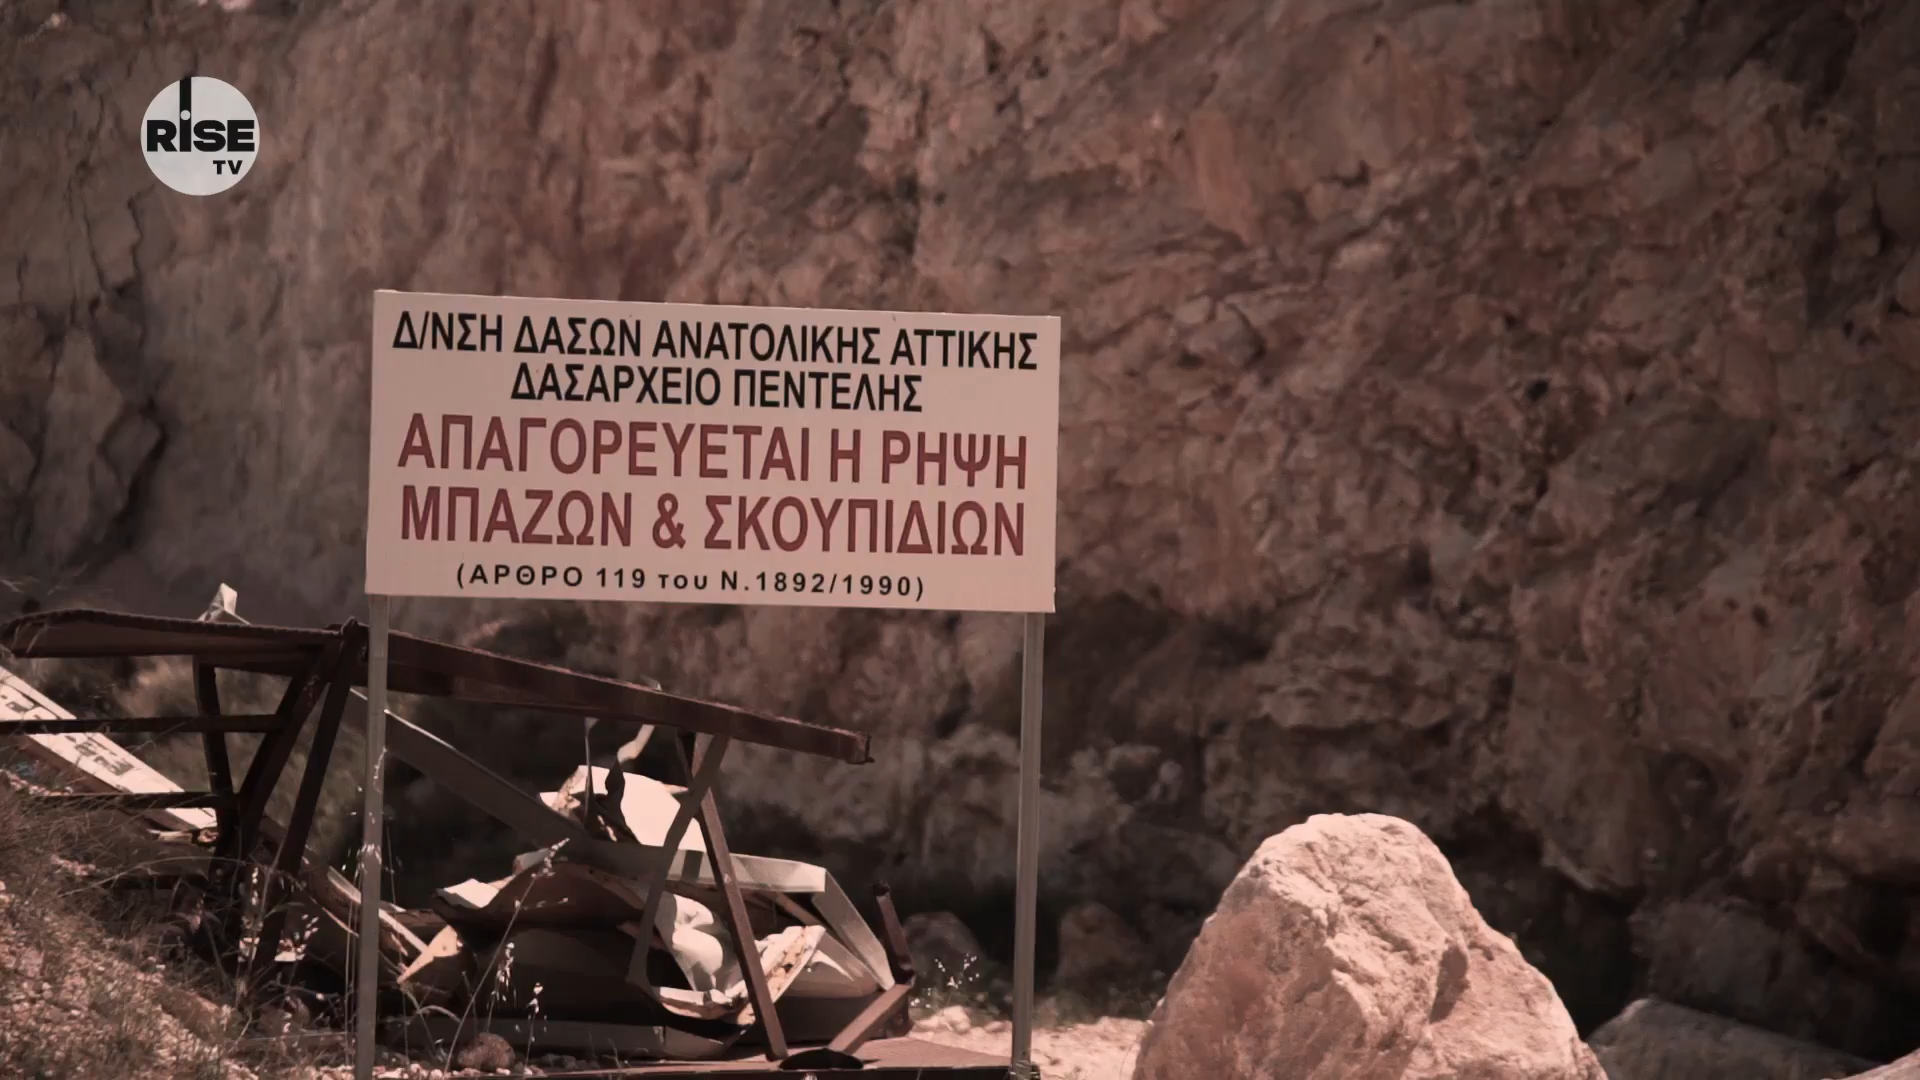 RISE
TV
Δ/ΝΣΗ ΔΑΣΩΝ ΑΝΑΤΟΛΙΚΗΣ ΑΤΤΙΚΗΣ
ΔΑΣΑΡΧΕΙΟ ΠΕΝΤΕΛΗΣ
ΑΠΑΓΟΡΕΥΕΤΑΙ Η ΡΗΨΗ
ΜΠΑΖΩΝ & ΣΚΟΥΠΙΔΙΩΝ
(ΑΡΘΡΟ 119 του Ν.1892/1990)